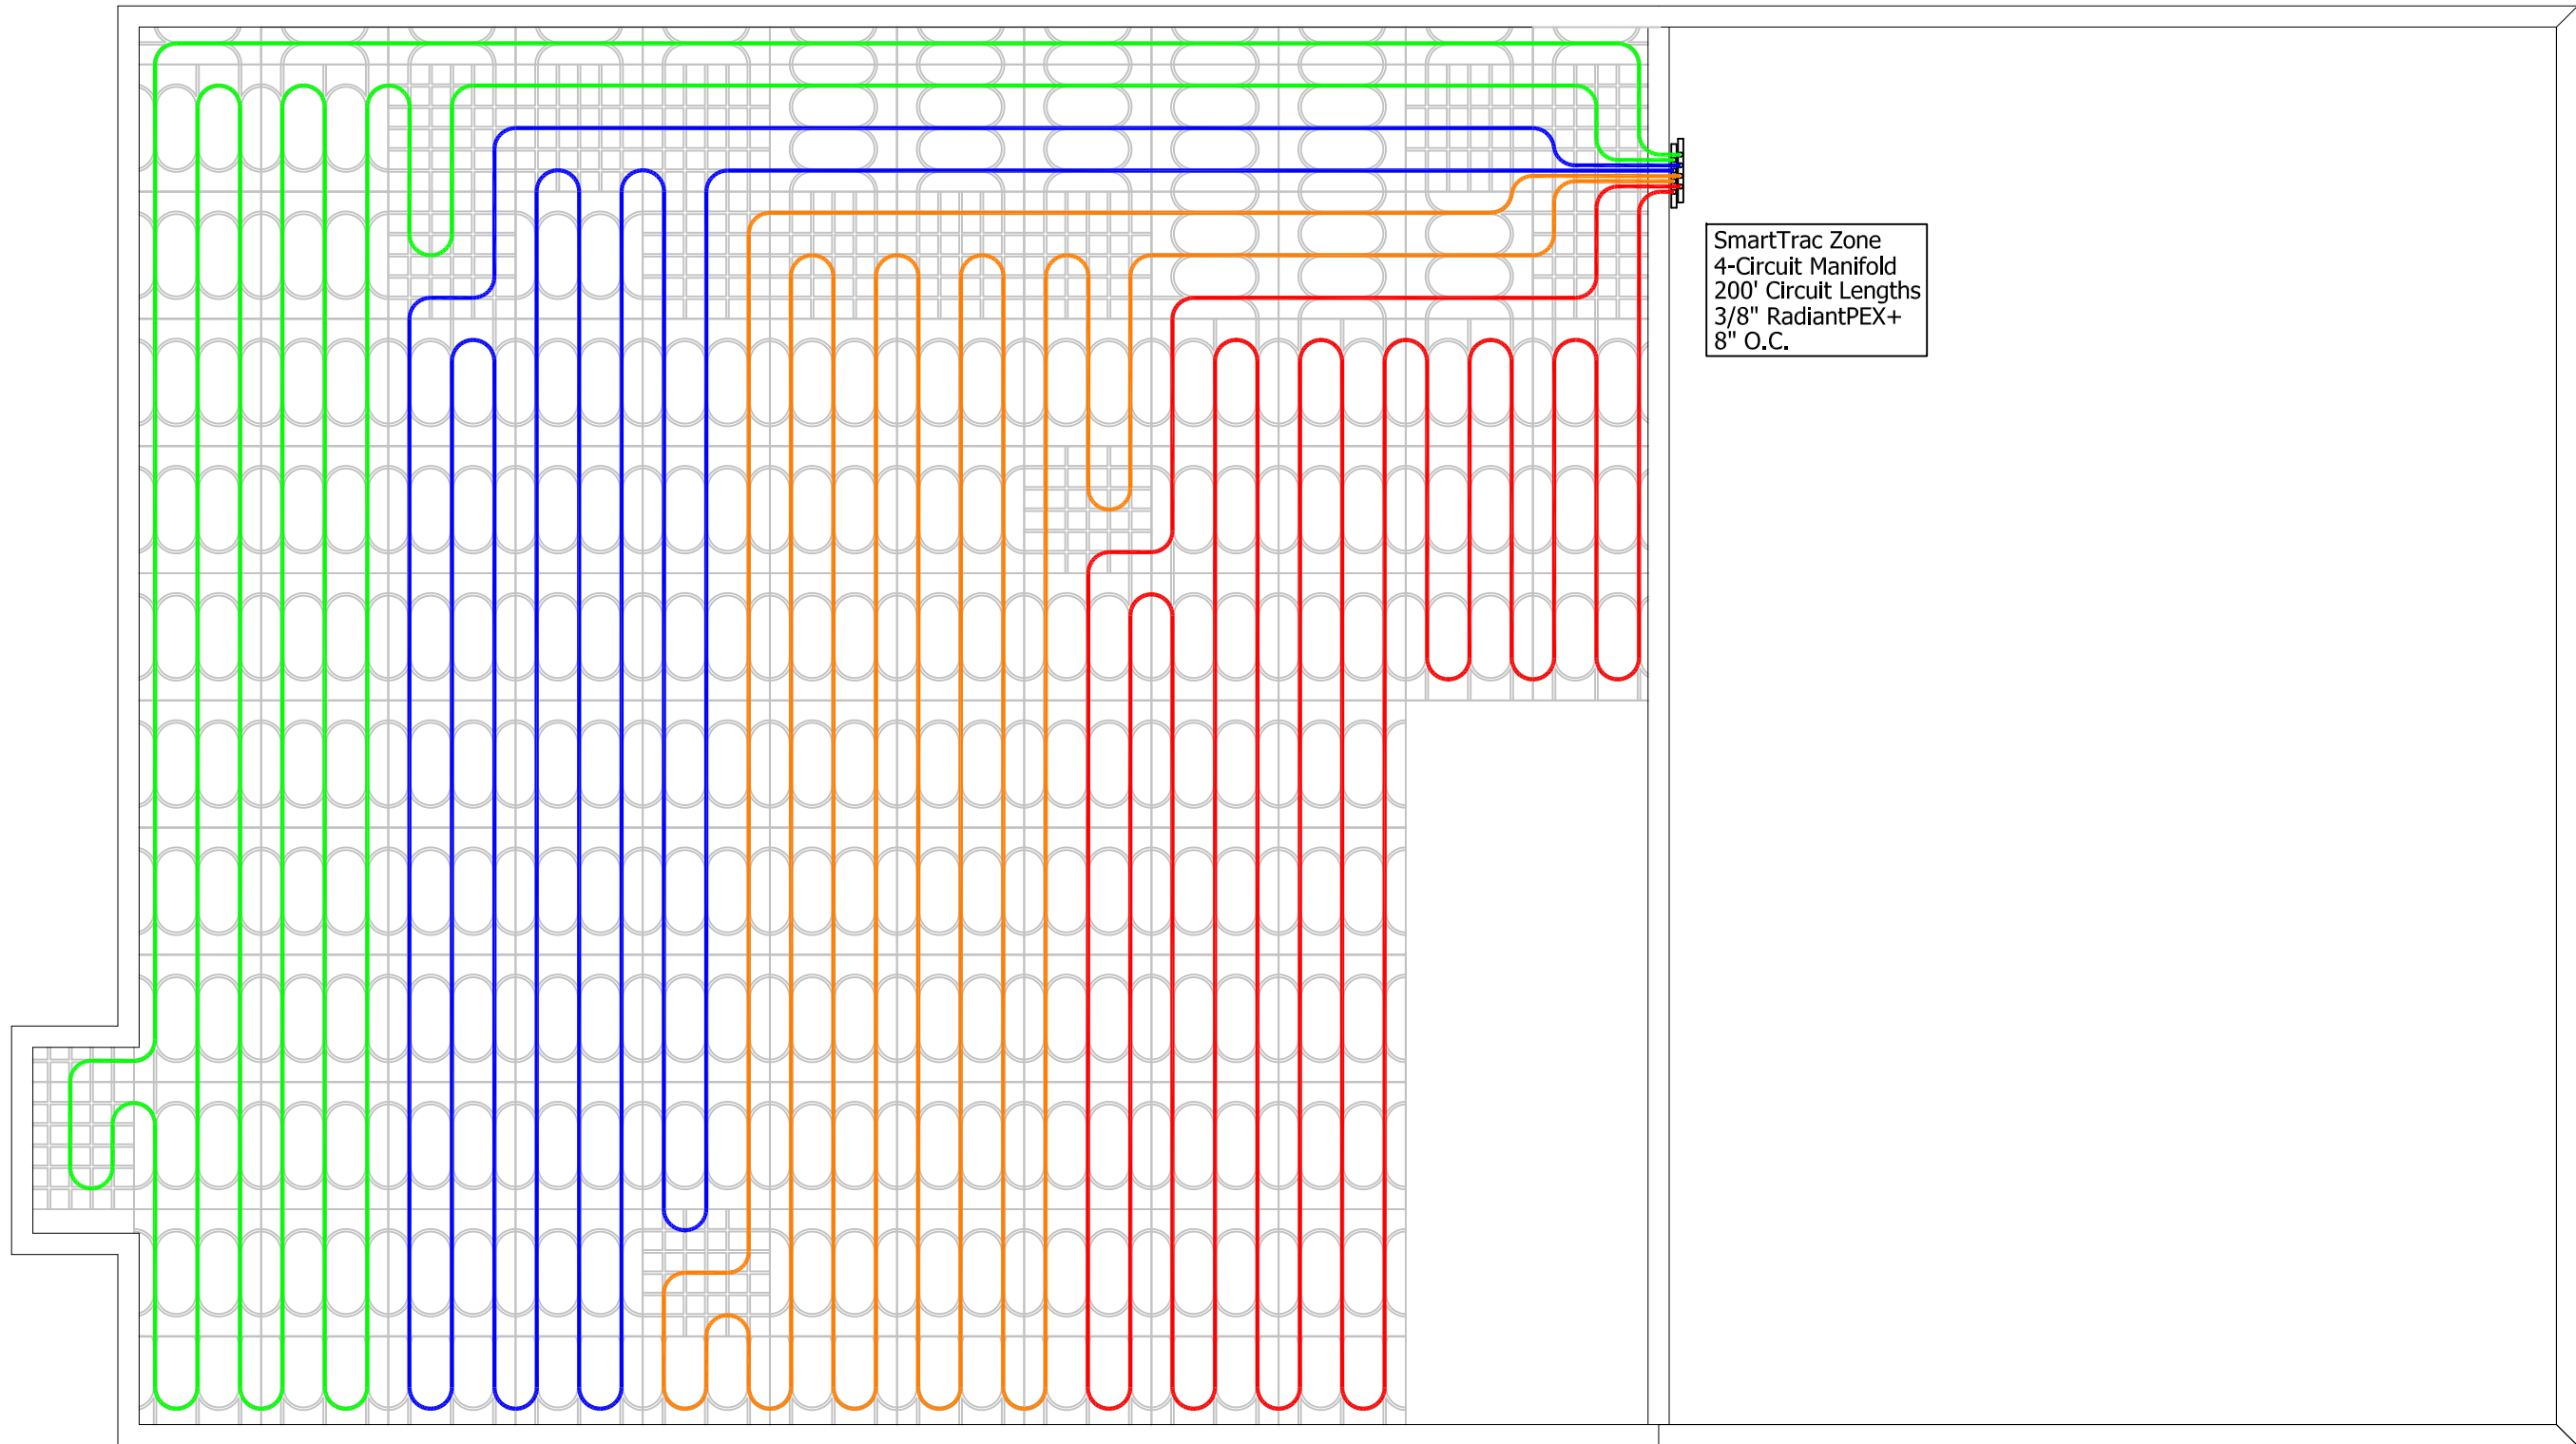 SmartTrac Zone
4-Circuit Manifold
200' Circuit Lengths
3/8" RadiantPEX+
8" O.C.